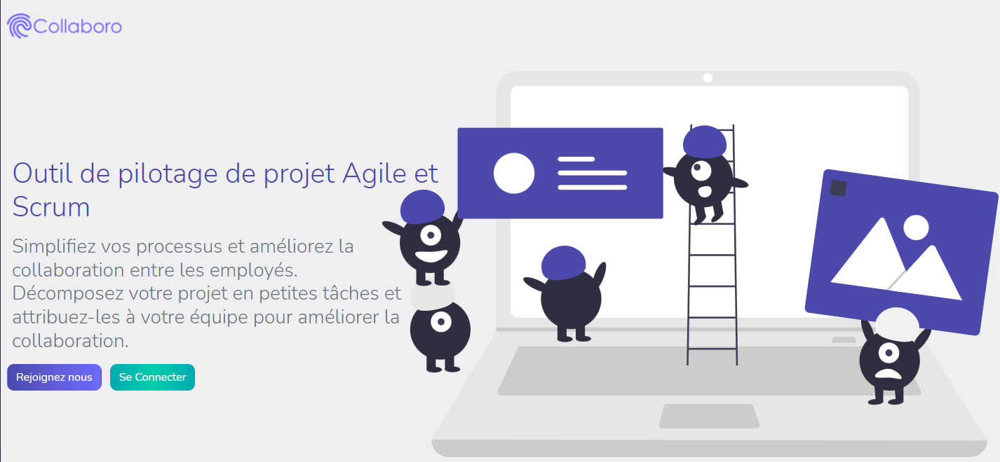 Collaboro
Outil de pilotage de projet Agile et
Scrum
Simplifiez vos processus et améliorez la
collaboration entre les employés.
Décomposez votre projet en petites tâches et
attribuez-les à votre équipe pour améliorer la
collaboration.
Rejoignez nous
Se Connecter